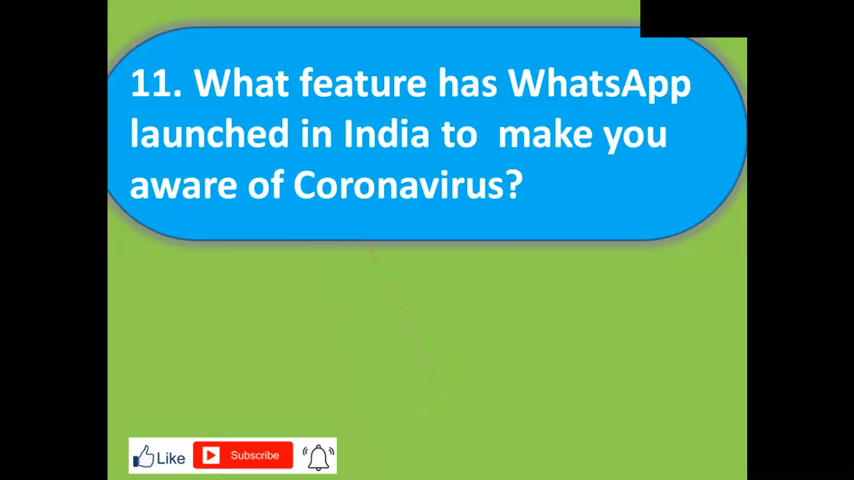 11. What feature has WhatsApp
launched in India to make you
aware of Coronavirus?
Like
Subscribe